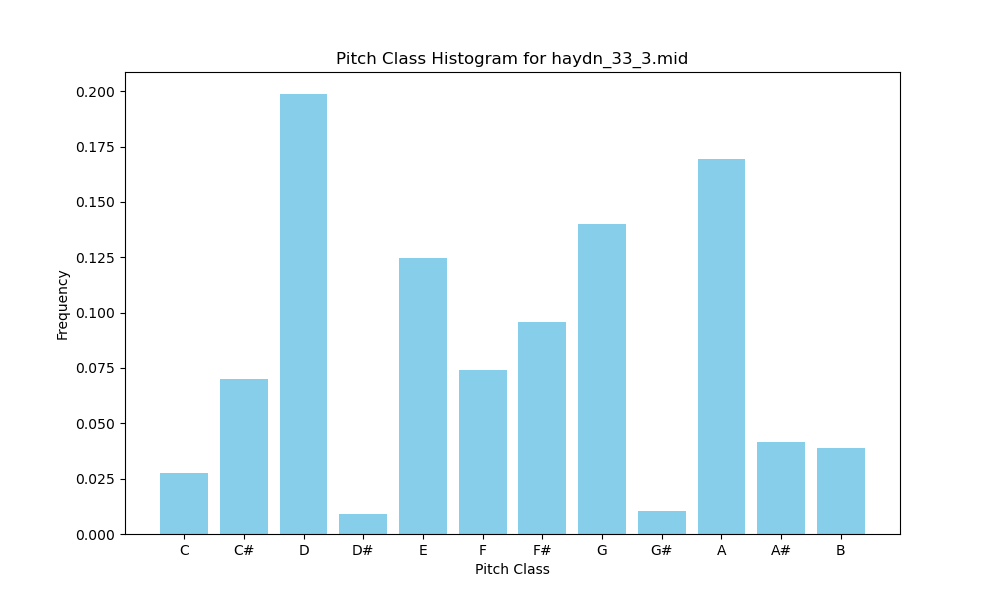 Pitch Class Histogram for haydn_33_3.mid
Frequency
0.200
0.175
0.150
0.125
0.100
0.075
0.050
0.025
0.000
C C# D D# E F F# G G# A A# B
Pitch Class